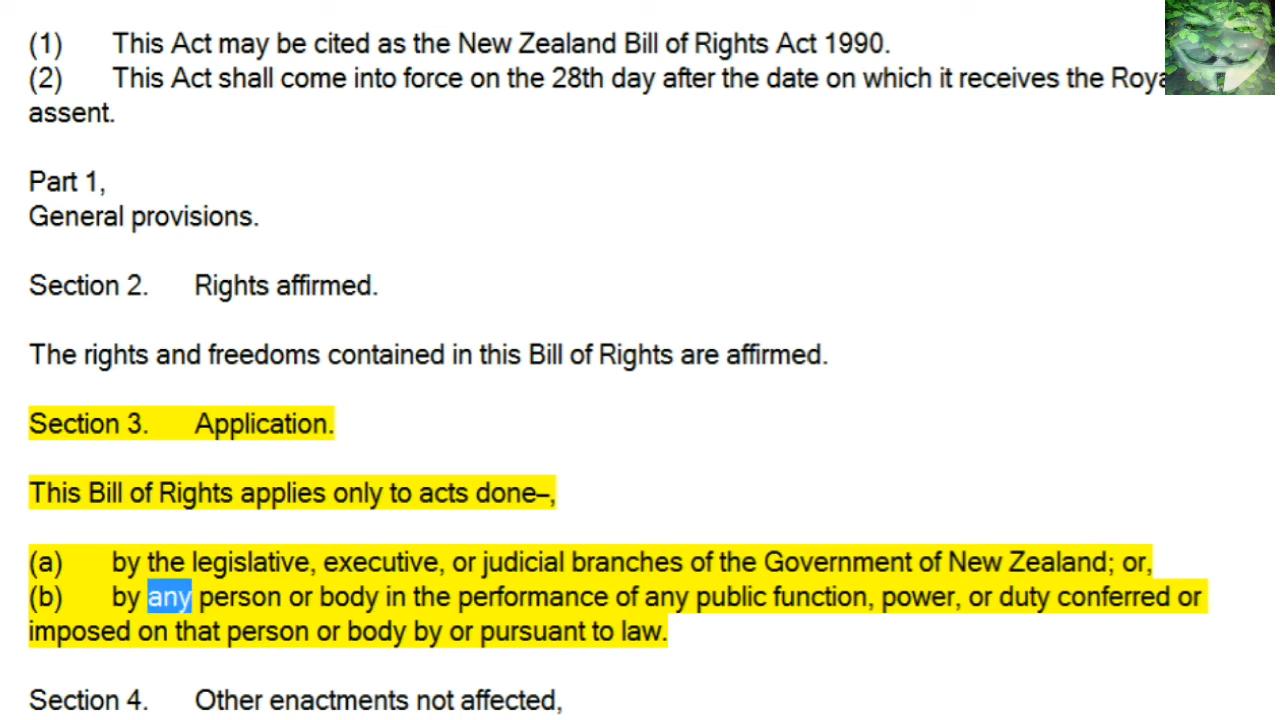 (1) This Act may be cited as the New Zealand Bill of Rights Act 1990.
(2) This Act shall come into force on the 28th day after the date on which it receives the
assent.
Part 1,
General provisions.
Section 2. Rights affirmed.
The rights and freedoms contained in this Bill of Rights are affirmed.
Section 3. Application.
This Bill of Rights applies only to acts done–,
(a) by the legislative, executive, or judicial branches of the Government of New Zealand; or,
(b) by any person or body in the performance of any public function, power, or duty conferred or
imposed on that person or body by or pursuant to law.
Section 4. Other enactments not affected,